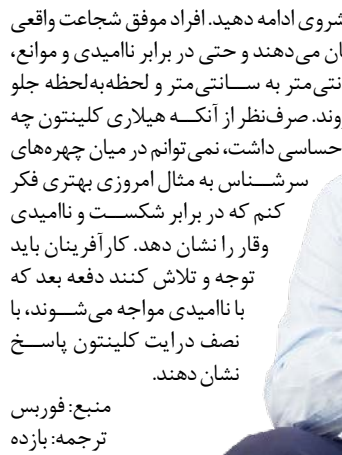 شروی ادامه دهید. افراد موفق شجاعت واقعی
ان می‌دهند و حتی در برابر ناامیدی و موانع،
نتی‌متر به سانتی‌متر و لحظه‌به‌لحظه جلو
وند. صرف‌نظر از آنکه هیلاری کلینتون چه
حساسی داشت، نمی‌توانم در میان چهره‌های
سرشناس به مثال امروزی بهتری فکر
کنم که در برابر شکست و ناامیدی
وقار را نشان دهد. کارآفرینان باید
توجه و تلاش کنند دفعه بعد که
با ناامیدی مواجه می‌شوند، با
نصف درایت کلینتون پاسخ
نشان دهند.
منبع: فوربس
ترجمه: بازده